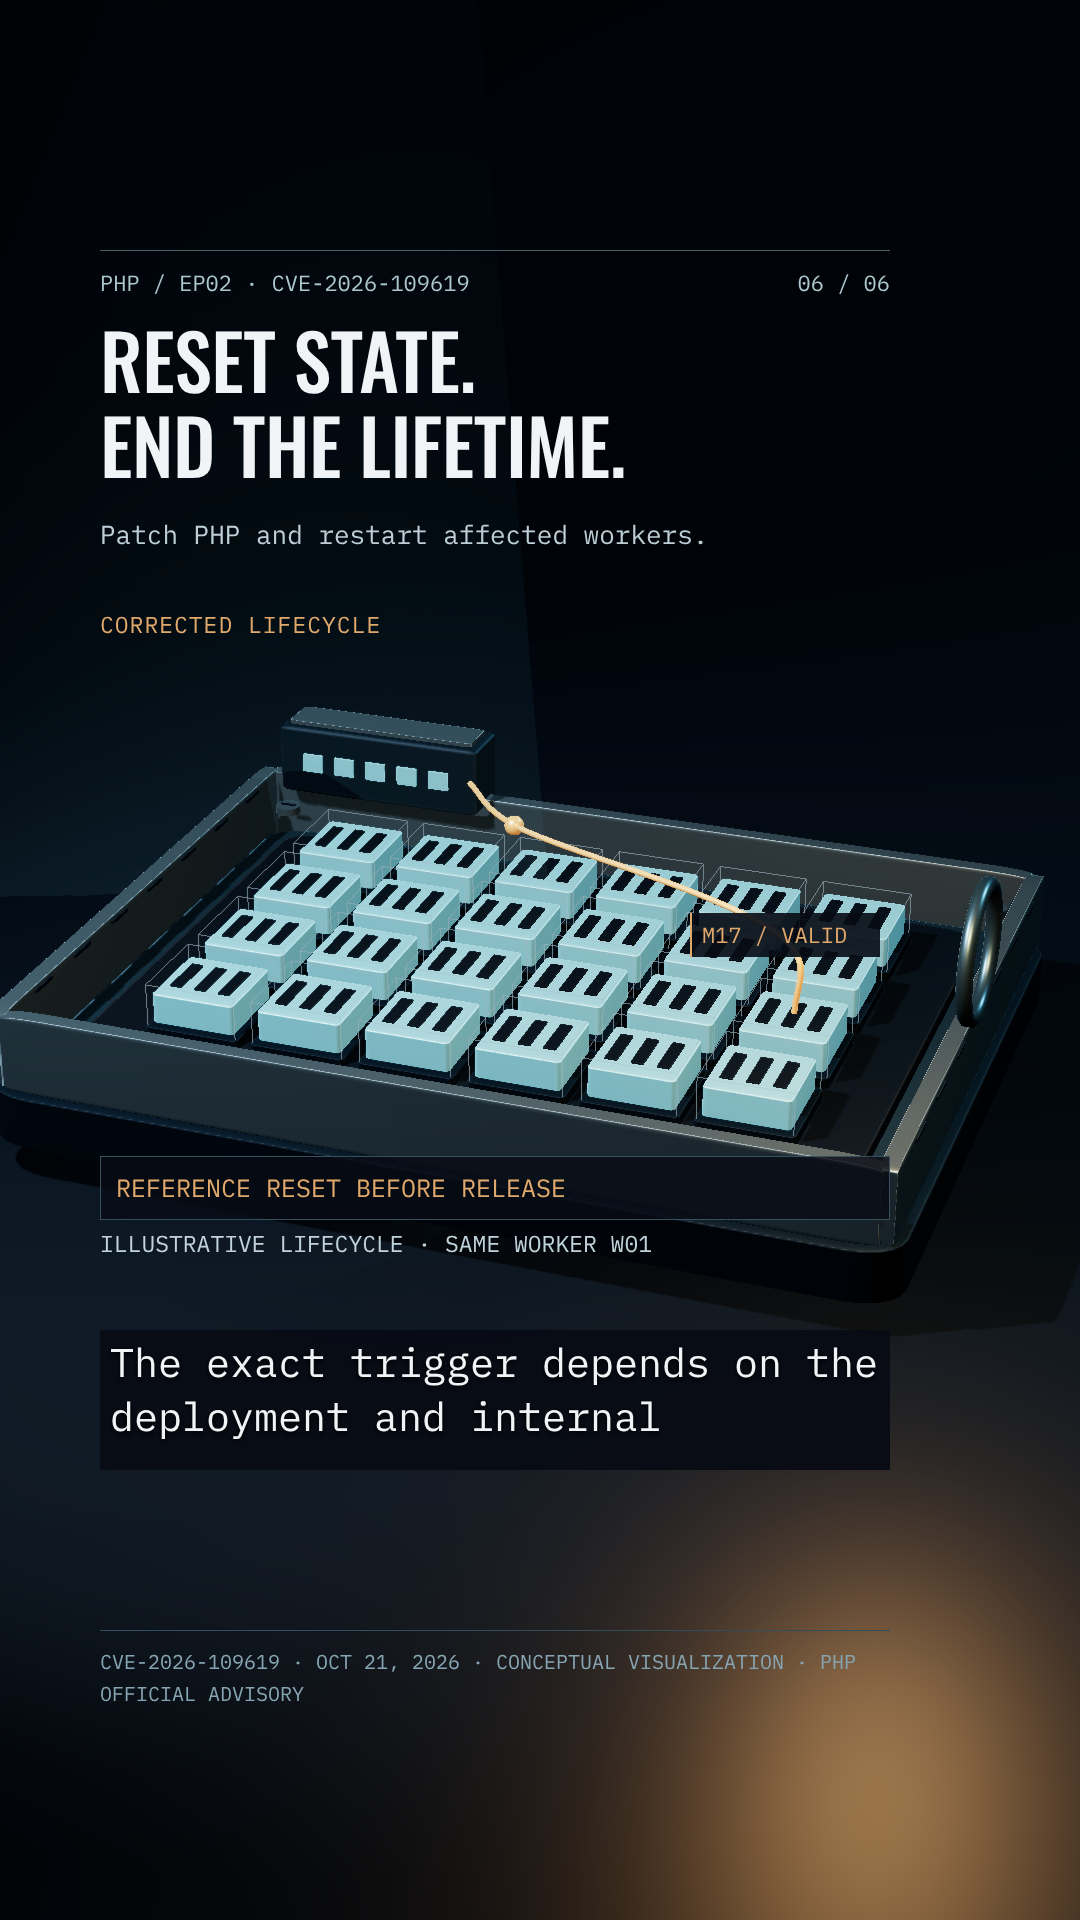 PHP / EP02 · CVE-2026-109619
06 / 06
RESET STATE.
END THE LIFETIME.
Patch PHP and restart affected workers.
CORRECTED LIFECYCLE
M17 / VALID
REFERENCE RESET BEFORE RELEASE
ILLUSTRATIVE LIFECYCLE · SAME WORKER W01
The exact trigger depends on the
deployment and internal
CVE-2026-109619 · OCT 21, 2026 · CONCEPTUAL VISUALIZATION · PHP
OFFICIAL ADVISORY